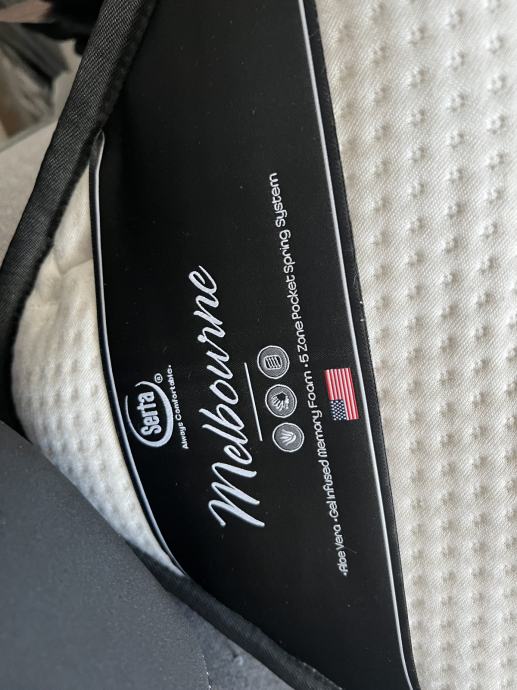 Serta®
Always Comfortable.
Melbourne
•Aloe Vera •Gel Infused Memory Foam •5 Zone Pocket Spring System